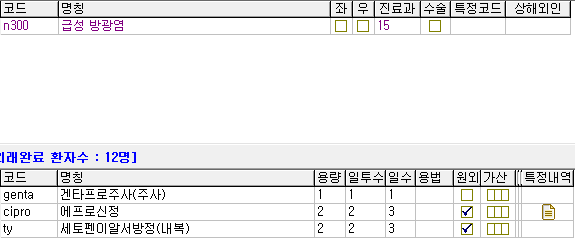 코드 명칭 좌 우 진료과 수술 특정코드 상해외인
n300 급성 방광염 15
외래완료 환자수 : 12명]
코드 명칭 용량 일투수 일수 용법 원외 가산 특정내역
genta 겐타프로주사(주사) 1 1 1
cipro 에프로신정 2 2 3
ty 세토펜이알서방정(내복) 2 2 3